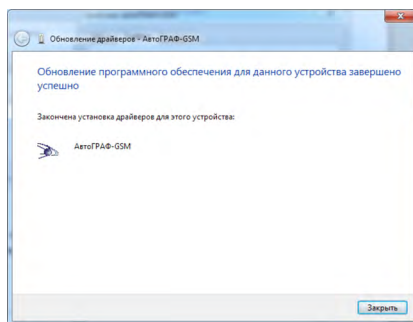 Обновление драйверов - АвтоГРАФ-GSM
Обновление программного обеспечения для данного устройства завершено
успешно
Закончена установка драйверов для этого устройства:
АвтоГРАФ-GSM
Закрыть